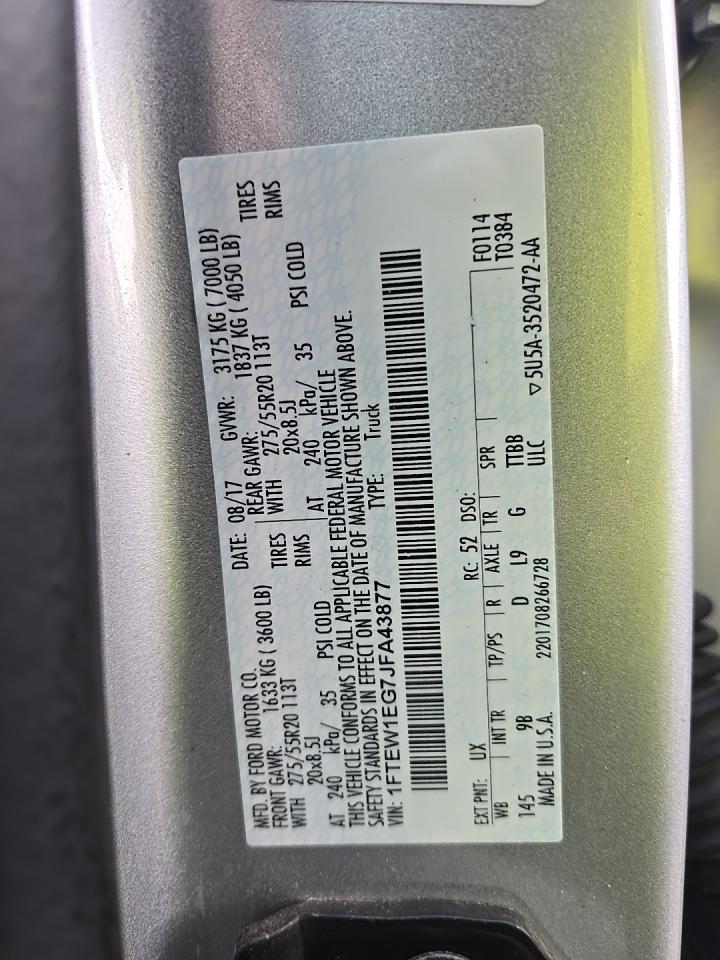 MFD. BY FORD MOTOR CO.
DATE: 08/17 GVWR: 3175 KG ( 7000 LB)
FRONT GAWR: 1633 KG ( 3600 LB)
REAR GAWR: 1837 KG ( 4050 LB)
WITH 275/55R20 113T TIRES
WITH 275/55R20 113T TIRES
20x8.5J RIMS
20x8.5J RIMS
AT 240 kPa/ 35 PSI COLD
AT 240 kPa/ 35 PSI COLD
THIS VEHICLE CONFORMS TO ALL APPLICABLE FEDERAL MOTOR VEHICLE
SAFETY STANDARDS IN EFFECT ON THE DATE OF MANUFACTURE SHOWN ABOVE.
VIN: 1FTEW1EG7JFA43877 TYPE: Truck
F0114
EXT PNT: UX RC: 52 DSO: T0384
WB INT TR TP/PS R AXLE TR SPR
145 9B D L9 G TTBB
ULC
MADE IN U.S.A. 2201708266728 ▽5U5A-3520472-AA